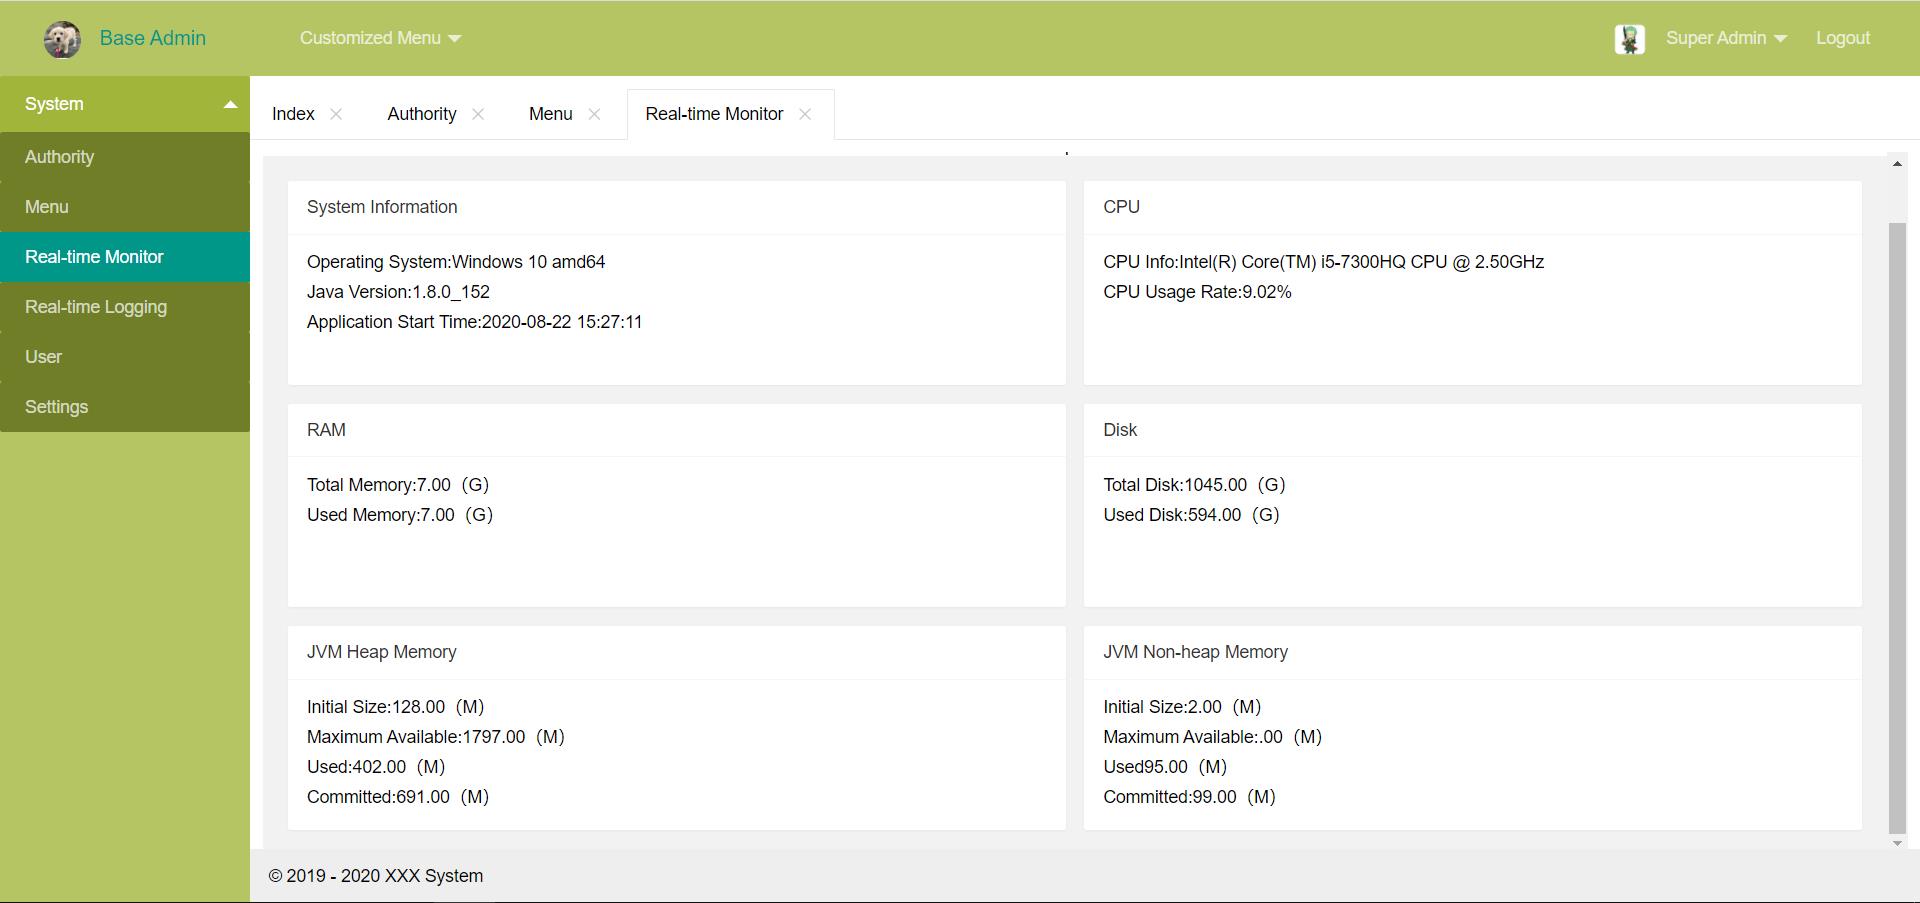 Base Admin
Customized Menu
Super Admin
Logout
System
Authority
Menu
Real-time Monitor
Real-time Logging
User
Settings
Index
Authority
Menu
Real-time Monitor
System Information
Operating System:Windows 10 amd64
Java Version:1.8.0_152
Application Start Time:2020-08-22 15:27:11
CPU
CPU Info:Intel(R) Core(TM) i5-7300HQ CPU @ 2.50GHz
CPU Usage Rate:9.02%
RAM
Total Memory:7.00（G）
Used Memory:7.00（G）
Disk
Total Disk:1045.00（G）
Used Disk:594.00（G）
JVM Heap Memory
Initial Size:128.00（M）
Maximum Available:1797.00（M）
Used:402.00（M）
Committed:691.00（M）
JVM Non-heap Memory
Initial Size:2.00（M）
Maximum Available:.00（M）
Used95.00（M）
Committed:99.00（M）
© 2019 - 2020 XXX System